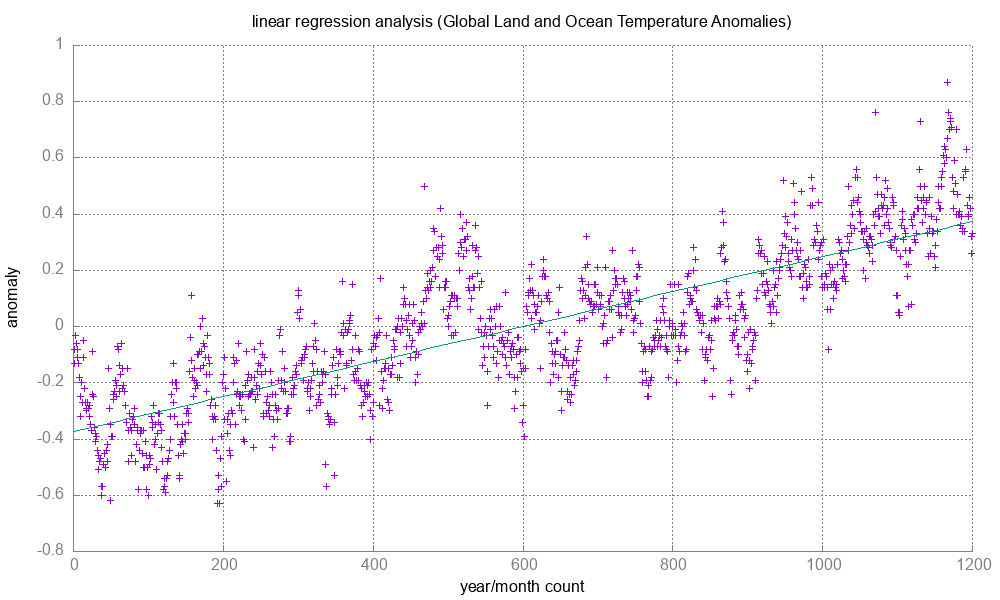 linear regression analysis (Global Land and Ocean Temperature Anomalies)
1
0.8
0.6
0.4
0.2
0
-0.2
-0.4
-0.6
-0.8
anomaly
0 200 400 600 800 1000 1200
year/month count